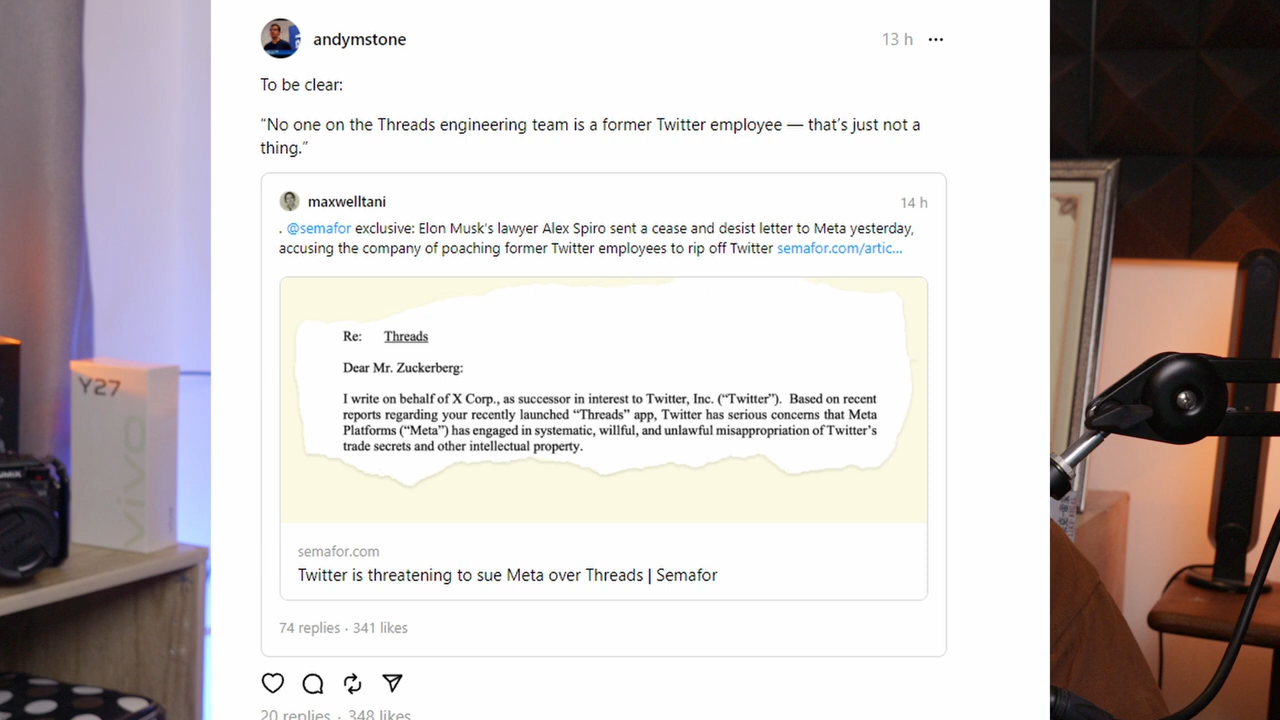 andymstone
13 h
To be clear:
“No one on the Threads engineering team is a former Twitter employee — that’s just not a
thing.”
maxwelltani
14 h
. @semafor exclusive: Elon Musk's lawyer Alex Spiro sent a cease and desist letter to Meta yesterday,
accusing the company of poaching former Twitter employees to rip off Twitter semafor.com/artic...
Re: Threads
Dear Mr. Zuckerberg:
I write on behalf of X Corp., as successor in interest to Twitter, Inc. (“Twitter”). Based on recent
reports regarding your recently launched “Threads” app, Twitter has serious concerns that Meta
Platforms (“Meta”) has engaged in systematic, willful, and unlawful misappropriation of Twitter’s
trade secrets and other intellectual property.
semafor.com
Twitter is threatening to sue Meta over Threads | Semafor
74 replies · 341 likes
20 replies · 348 likes
Y27
vivo